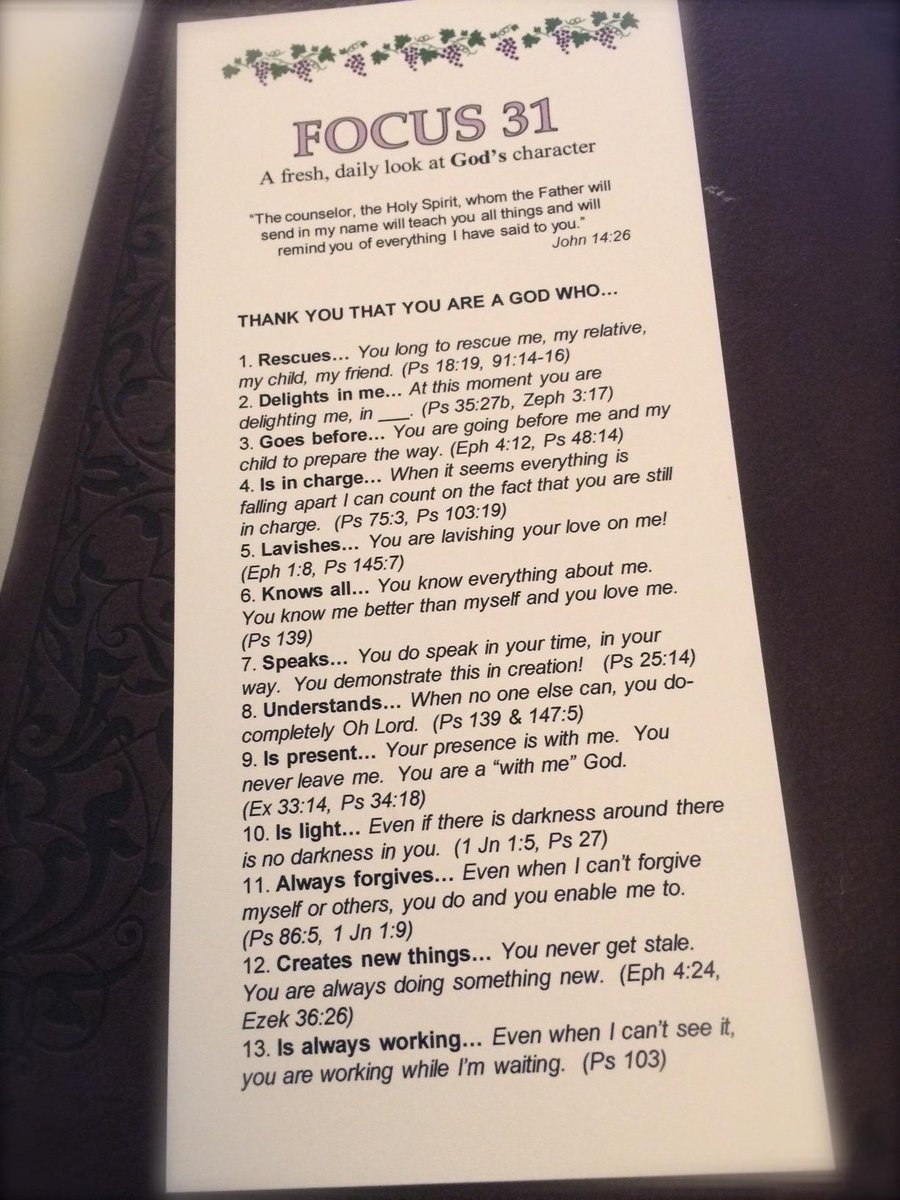 FOCUS 31
A fresh, daily look at God's character
"The counselor, the Holy Spirit, whom the Father will
send in my name will teach you all things and will
remind you of everything I have said to you."
John 14:26
THANK YOU THAT YOU ARE A GOD WHO...
1. Rescues... You long to rescue me, my relative,
my child, my friend. (Ps 18:19, 91:14-16)
2. Delights in me... At this moment you are
delighting me, in ___. (Ps 35:27b, Zeph 3:17)
3. Goes before... You are going before me and my
child to prepare the way. (Eph 4:12, Ps 48:14)
4. Is in charge... When it seems everything is
falling apart I can count on the fact that you are still
in charge. (Ps 75:3, Ps 103:19)
5. Lavishes... You are lavishing your love on me!
(Eph 1:8, Ps 145:7)
6. Knows all... You know everything about me.
You know me better than myself and you love me.
(Ps 139)
7. Speaks... You do speak in your time, in your
way. You demonstrate this in creation! (Ps 25:14)
8. Understands... When no one else can, you do-
completely Oh Lord. (Ps 139 & 147:5)
9. Is present... Your presence is with me. You
never leave me. You are a "with me" God.
(Ex 33:14, Ps 34:18)
10. Is light... Even if there is darkness around there
is no darkness in you. (1 Jn 1:5, Ps 27)
11. Always forgives... Even when I can't forgive
myself or others, you do and you enable me to.
(Ps 86:5, 1 Jn 1:9)
12. Creates new things... You never get stale.
You are always doing something new. (Eph 4:24,
Ezek 36:26)
13. Is always working... Even when I can't see it,
you are working while I'm waiting. (Ps 103)